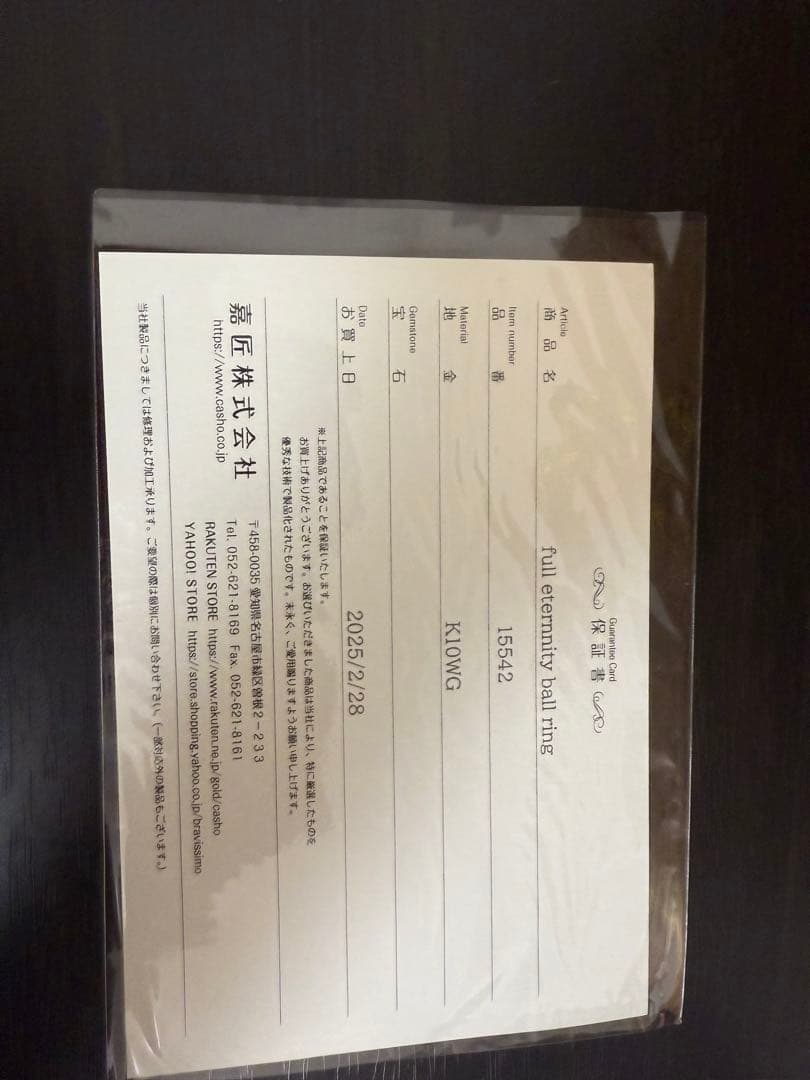 Guarantee Card
保証書
Article
商品名 full eternnity ball ring
Item number
品番 15542
Material
地金 K10WG
Gemstone
宝石
Date
お買上日 2025/2/28
※上記商品であることを保証いたします。
お買上げありがとうございます。お選びいただきました商品は当社により、特に厳選したものを
優秀な技術で製品化されたものです。末永く、ご愛用賜りますようお願い申し上げます。
嘉匠株式会社
https://www.casho.co.jp
〒458-0035 愛知県名古屋市緑区曽根2-233
Tel. 052-621-8169 Fax. 052-621-8161
RAKUTEN STORE https://www.rakuten.ne.jp/gold/casho
YAHOO! STORE https://store.shopping.yahoo.co.jp/bravissimo
当社製品につきましては修理および加工承ります。ご要望の際は個別にお問い合わせ下さい。(一部対応外の製品もございます。)